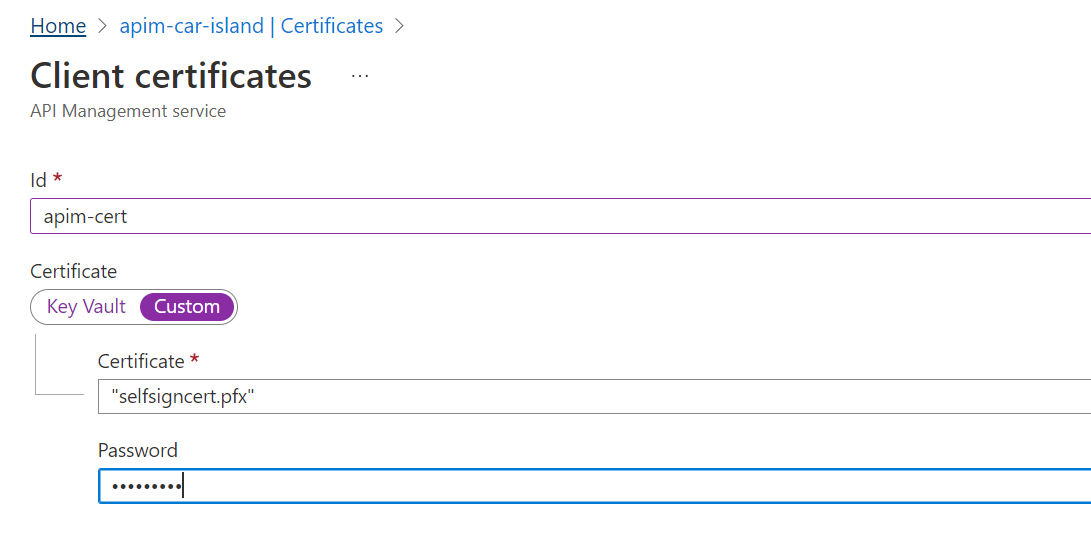 Home > apim-car-island | Certificates >
Client certificates ...
API Management service
Id *
apim-cert
Certificate
Key Vault Custom
Certificate *
"selfsigncert.pfx"
Password
•••••••••